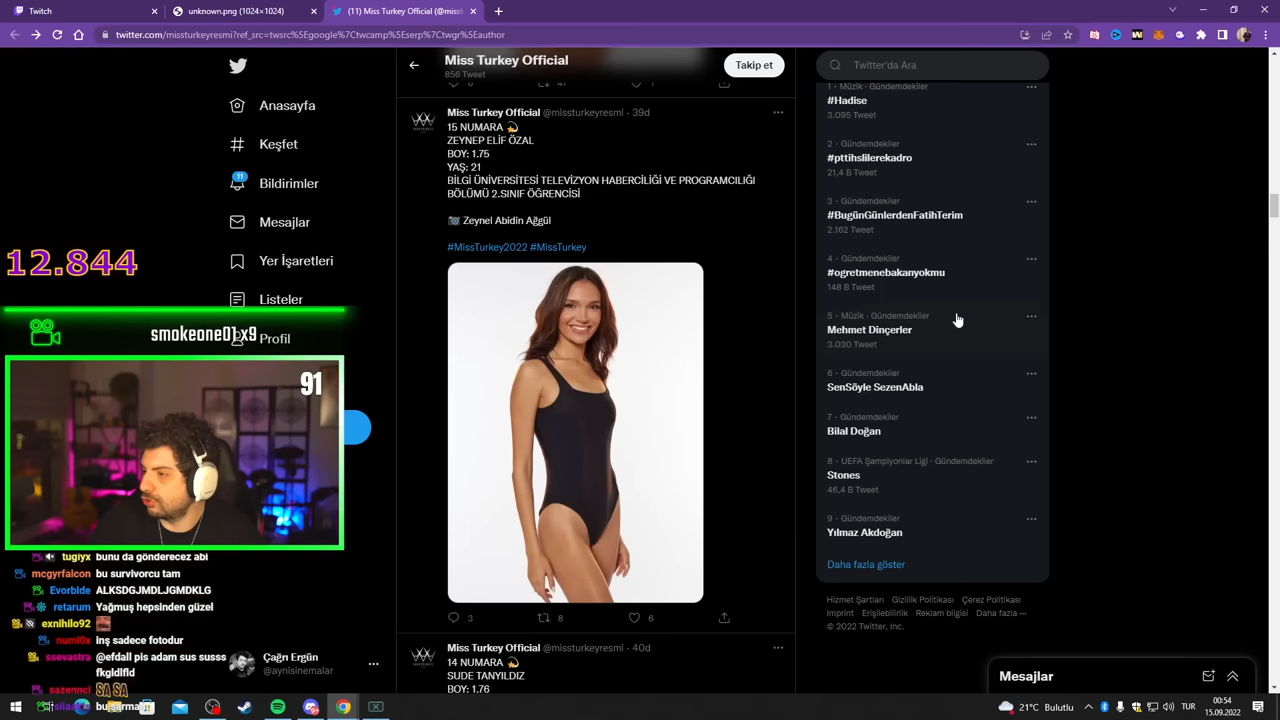 Twitch
unknown.png (1024×1024)
(11) Miss Turkey Official (@miss
twitter.com/missturkeyresmi?ref_src=twsrc%5Egoogle%7Ctwcamp%5Eserp%7Ctwgr%5Eauthor
Miss Turkey Official
856 Tweet
Takip et
Twitter'da Ara
Anasayfa
Keşfet
11
Bildirimler
Mesajlar
Yer İşaretleri
Listeler
Profil
12.844
smokeone01x9
91
tugiyx bunu da gönderecez abi
mcgyrfalcon bu survivorcu tam
Evorbide ALKSDGJMDLJGMDKLG
retarum Yağmuş hepsinden güzel
exnihilo92
numi0x inş sadece fotodur
ssevastra @efdall pis adam sus susss
fkgldlfld
sazennci SA SA
Çağrı Ergün
@aynisinemalar
Miss Turkey Official @missturkeyresmi · 39d
15 NUMARA
ZEYNEP ELİF ÖZAL
BOY: 1.75
YAŞ: 21
BİLGİ ÜNİVERSİTESİ TELEVİZYON HABERCİLİĞİ VE PROGRAMCILIĞI
BÖLÜMÜ 2.SINIF ÖĞRENCİSİ
Zeynel Abidin Ağgül
#MissTurkey2022 #MissTurkey
3
8
6
Miss Turkey Official @missturkeyresmi · 40d
14 NUMARA
SUDE TANYILDIZ
BOY: 1.76
1 · Müzik · Gündemdekiler
#Hadise
3.095 Tweet
2 · Gündemdekiler
#pttihslilerekadro
21,4 B Tweet
3 · Gündemdekiler
#BugünGünlerdenFatihTerim
2.162 Tweet
4 · Gündemdekiler
#ogretmenebakanyokmu
148 B Tweet
5 · Müzik · Gündemdekiler
Mehmet Dinçerler
3.030 Tweet
6 · Gündemdekiler
SenSöyle SezenAbla
7 · Gündemdekiler
Bilal Doğan
8 · UEFA Şampiyonlar Ligi · Gündemdekiler
Stones
46,4 B Tweet
9 · Gündemdekiler
Yılmaz Akdoğan
Daha fazla göster
Hizmet Şartları Gizlilik Politikası Çerez Politikası
Imprint Erişilebilirlik Reklam bilgisi Daha fazla ···
© 2022 Twitter, Inc.
Mesajlar
21°C Bulutlu
TUR
00:54
15.09.2022